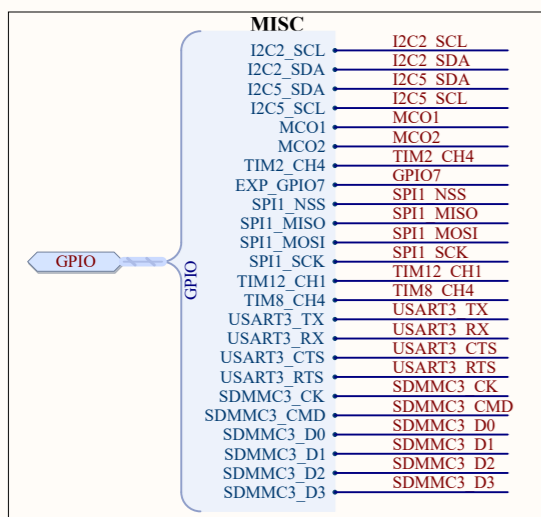 MISC
I2C2_SCL I2C2_SCL
I2C2_SDA I2C2_SDA
I2C5_SDA I2C5_SDA
I2C5_SCL I2C5_SCL
MCO1 MCO1
MCO2 MCO2
TIM2_CH4 TIM2_CH4
EXP_GPIO7 GPIO7
SPI1_NSS SPI1_NSS
SPI1_MISO SPI1_MISO
SPI1_MOSI SPI1_MOSI
SPI1_SCK SPI1_SCK
GPIO
GPIO
TIM12_CH1 TIM12_CH1
TIM8_CH4 TIM8_CH4
USART3_TX USART3_TX
USART3_RX USART3_RX
USART3_CTS USART3_CTS
USART3_RTS USART3_RTS
SDMMC3_CK SDMMC3_CK
SDMMC3_CMD SDMMC3_CMD
SDMMC3_D0 SDMMC3_D0
SDMMC3_D1 SDMMC3_D1
SDMMC3_D2 SDMMC3_D2
SDMMC3_D3 SDMMC3_D3